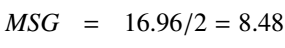 MSG = 16.96/2 = 8.48